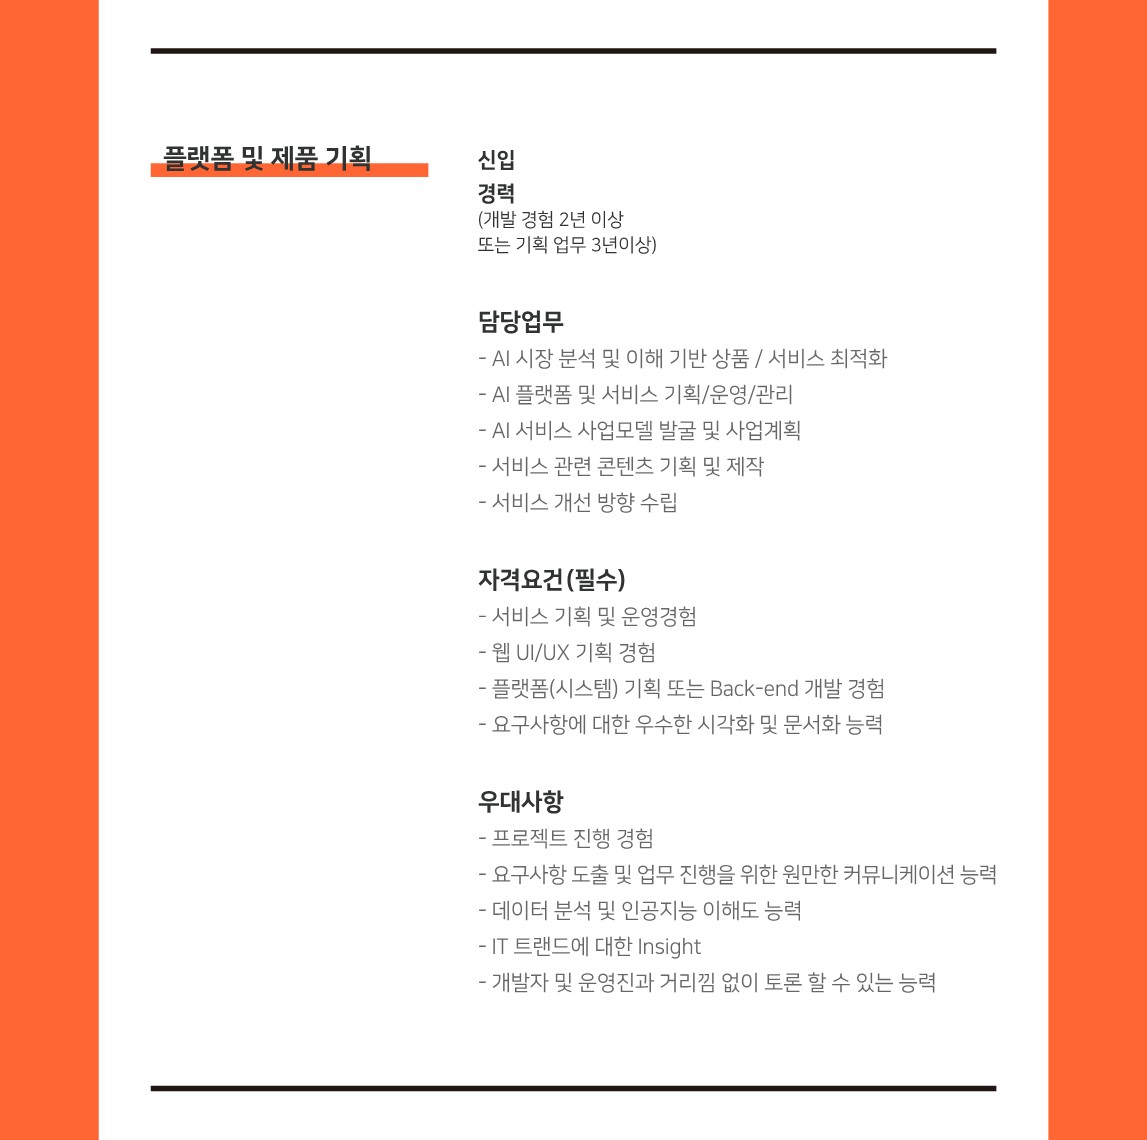 플랫폼 및 제품 기획
신입
경력
(개발 경험 2년 이상
또는 기획 업무 3년이상)
담당업무
- AI 시장 분석 및 이해 기반 상품 / 서비스 최적화
- AI 플랫폼 및 서비스 기획/운영/관리
- AI 서비스 사업모델 발굴 및 사업계획
- 서비스 관련 콘텐츠 기획 및 제작
- 서비스 개선 방향 수립
자격요건(필수)
- 서비스 기획 및 운영경험
- 웹 UI/UX 기획 경험
- 플랫폼(시스템) 기획 또는 Back-end 개발 경험
- 요구사항에 대한 우수한 시각화 및 문서화 능력
우대사항
- 프로젝트 진행 경험
- 요구사항 도출 및 업무 진행을 위한 원만한 커뮤니케이션 능력
- 데이터 분석 및 인공지능 이해도 능력
- IT 트랜드에 대한 Insight
- 개발자 및 운영진과 거리낌 없이 토론 할 수 있는 능력